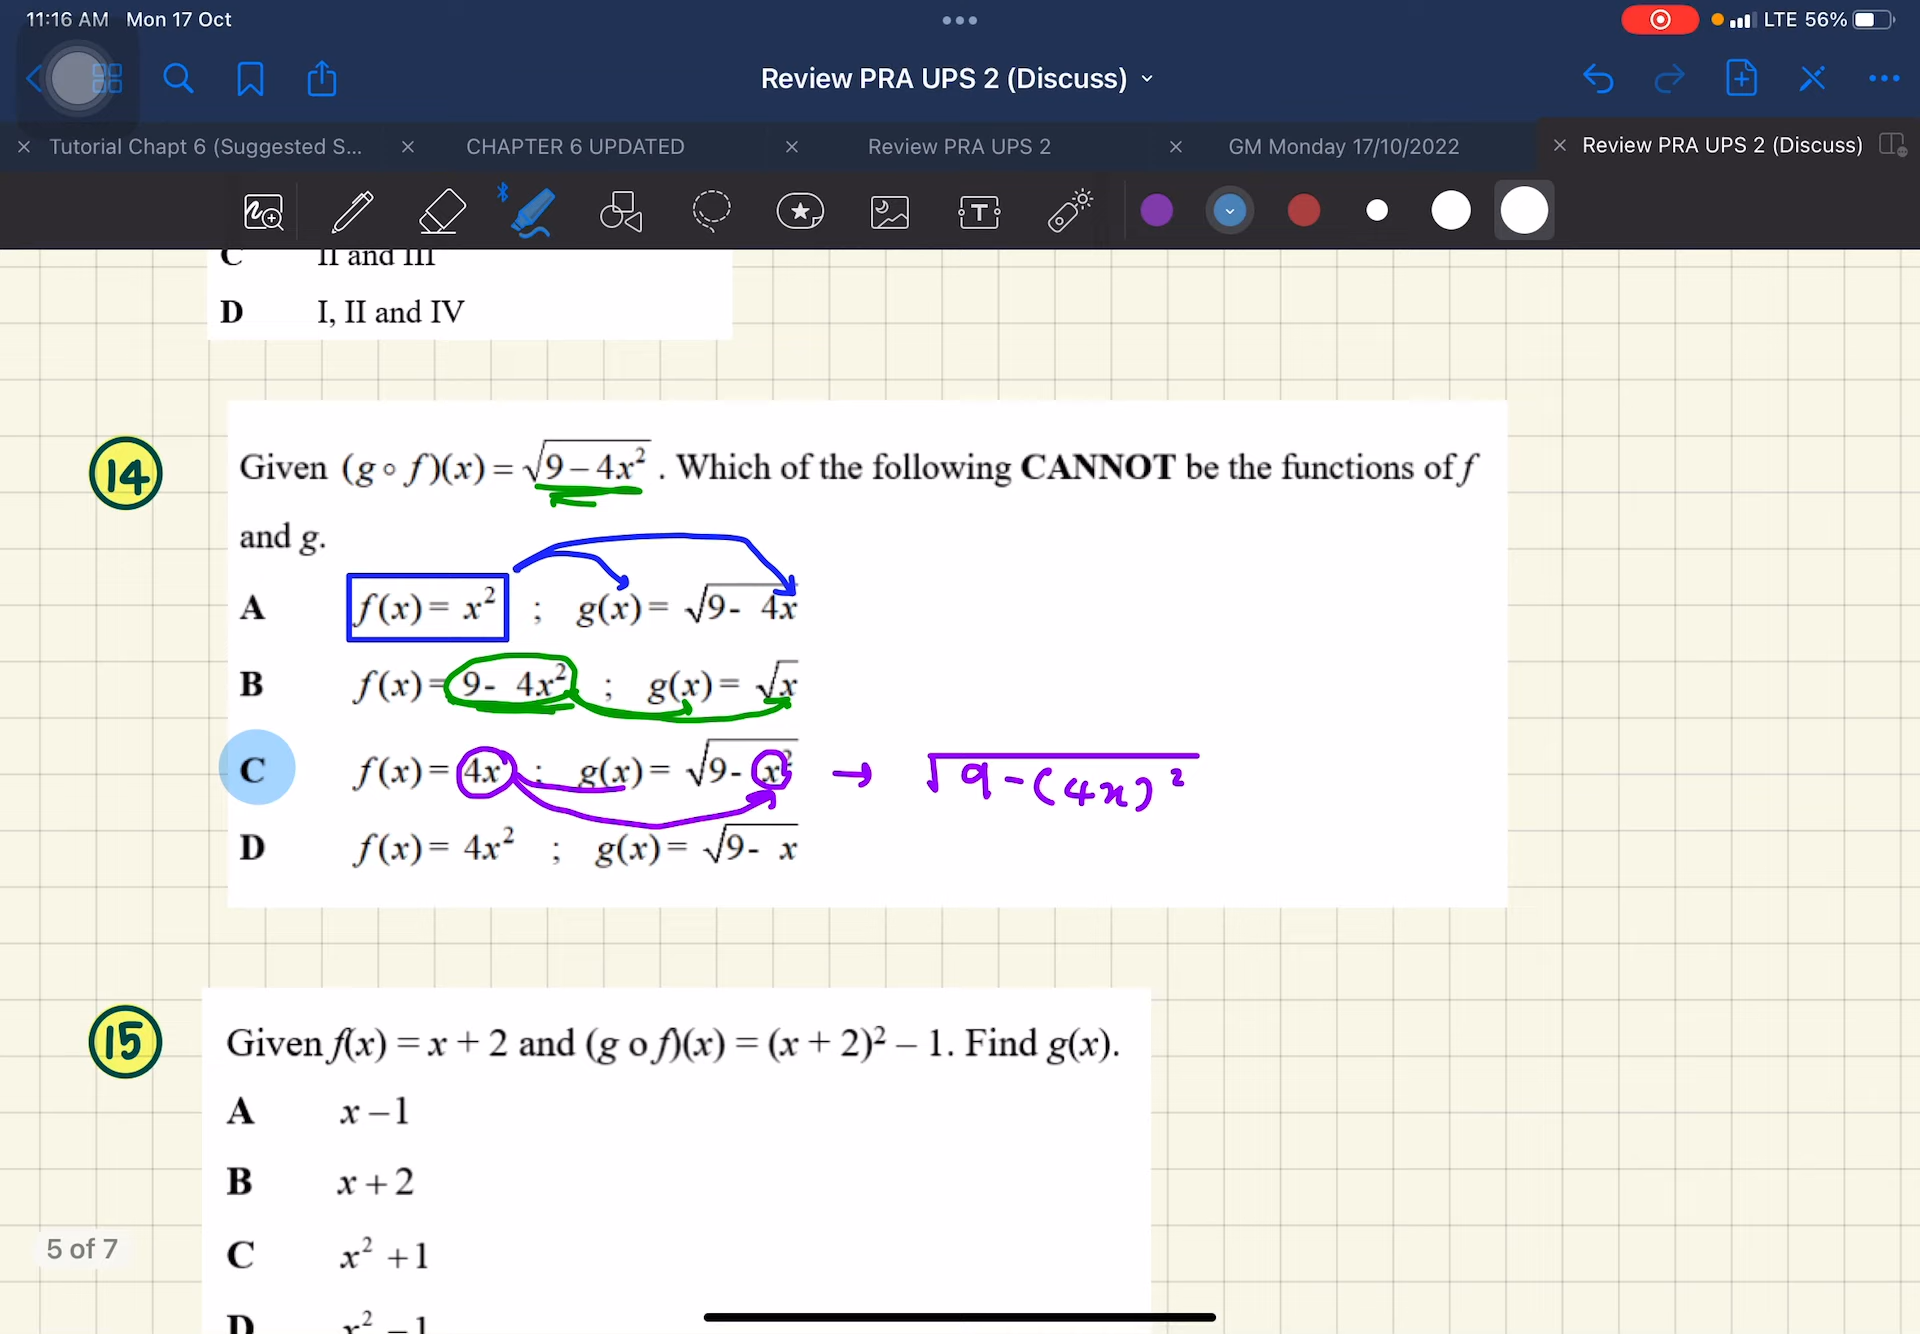 11:16 AM Mon 17 Oct
LTE 56%
Review PRA UPS 2 (Discuss)
Tutorial Chapt 6 (Suggested S... CHAPTER 6 UPDATED Review PRA UPS 2 GM Monday 17/10/2022 Review PRA UPS 2 (Discuss)
C II and III
D I, II and IV
14
Given (g∘f)(x) = √(9 – 4x²) . Which of the following CANNOT be the functions of f
and g.
A f(x) = x² ; g(x) = √(9- 4x)
B f(x) = 9- 4x² ; g(x) = √x
C f(x) = 4x ; g(x) = √(9- x²) → √(9-(4x)²)
D f(x) = 4x² ; g(x) = √(9- x)
15
Given f(x) = x + 2 and (g o f)(x) = (x + 2)² – 1. Find g(x).
A x – 1
B x + 2
C x² + 1
D x² – 1
5 of 7